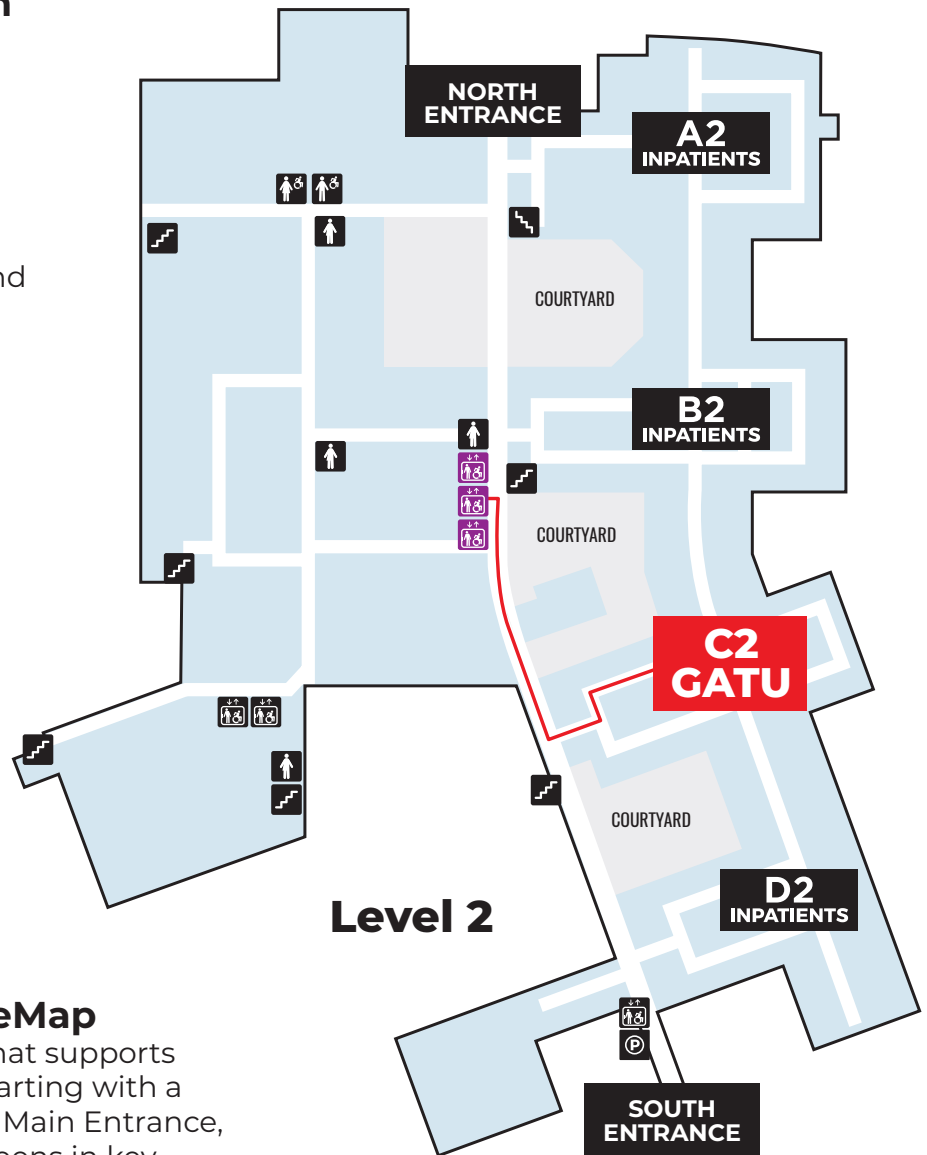 NORTH
ENTRANCE
A2
INPATIENTS
nd
COURTYARD
B2
INPATIENTS
COURTYARD
C2
GATU
COURTYARD
D2
INPATIENTS
Level 2
eMap
hat supports
arting with a
Main Entrance,
P
SOUTH
ENTRANCE